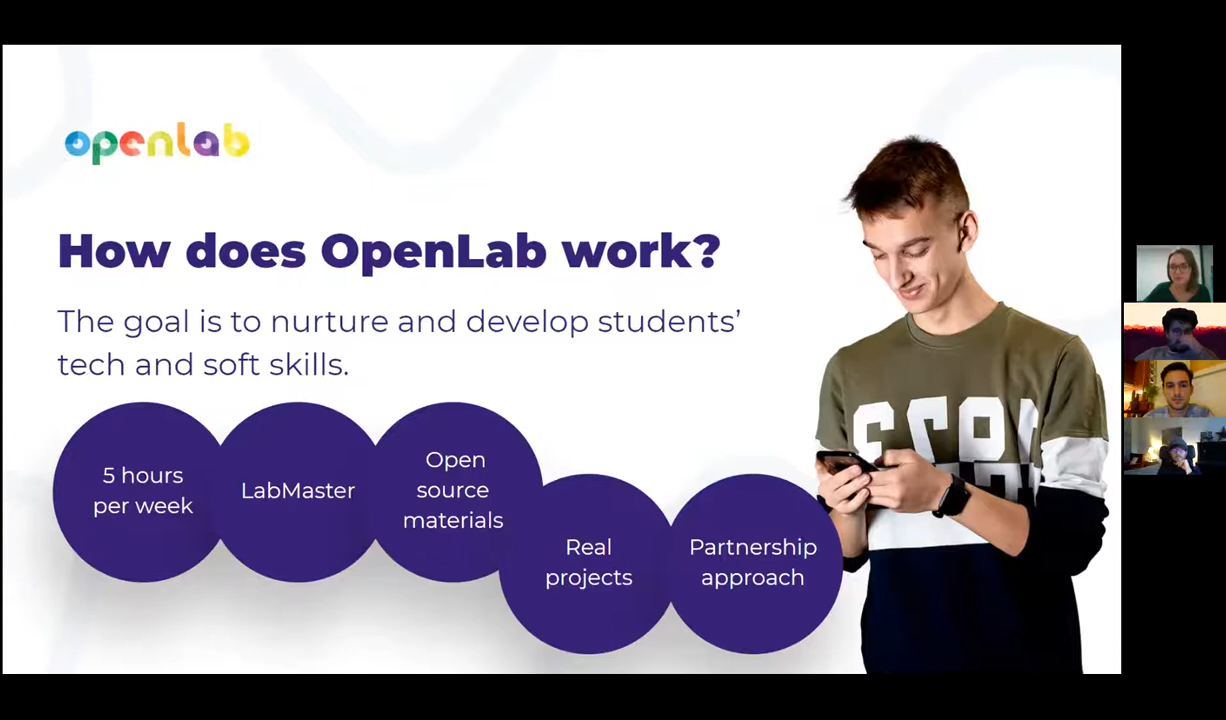 openlab
How does OpenLab work?
The goal is to nurture and develop students’
tech and soft skills.
5 hours
per week
LabMaster
Open
source
materials
Real
projects
Partnership
approach